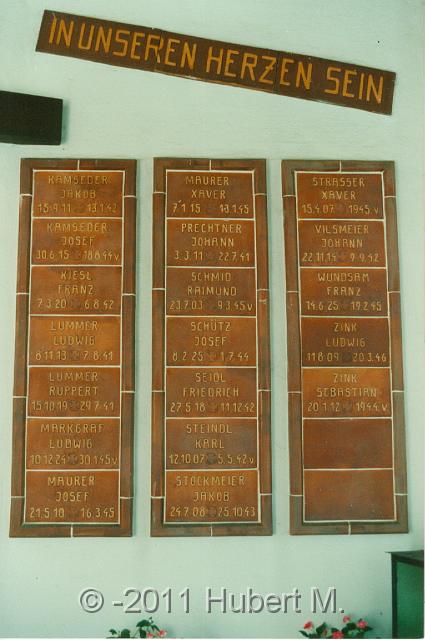 IN UNSEREN HERZEN SEIN
KAMSEDER
JAKOB
15.9.11 13.1.42
KAMSEDER
JOSEF
30.6.15 18.8.44 v
KIESL
FRANZ
7.3.20 6.8.42
LUMMER
LUDWIG
8.11.13 7.8.41
LUMMER
RUPPERT
15.10.19 29.7.41
MARKGRAF
LUDWIG
10.12.24 30.1.45 v
MAURER
JOSEF
21.5.10 16.3.45
MAURER
XAVER
7.1.15 13.1.45
PRECHTNER
JOHANN
3.3.11 22.7.41
SCHMID
RAIMUND
23.7.03 9.3.45 v
SCHÜTZ
JOSEF
8.2.25 1.7.44
SEIDL
FRIEDRICH
27.5.18 11.12.42
STEINDL
KARL
12.10.07 5.5.42 v
STOCKMEIER
JAKOB
24.7.08 25.10.43
STRASSER
XAVER
15.4.07 1945 v
VILSMEIER
JOHANN
22.11.14 9.9.42
WUNDSAM
FRANZ
14.6.25 19.2.45
ZINK
LUDWIG
11.8.09 20.3.46
ZINK
SEBASTIAN
20.1.12 1944 v
© -2011 Hubert M.